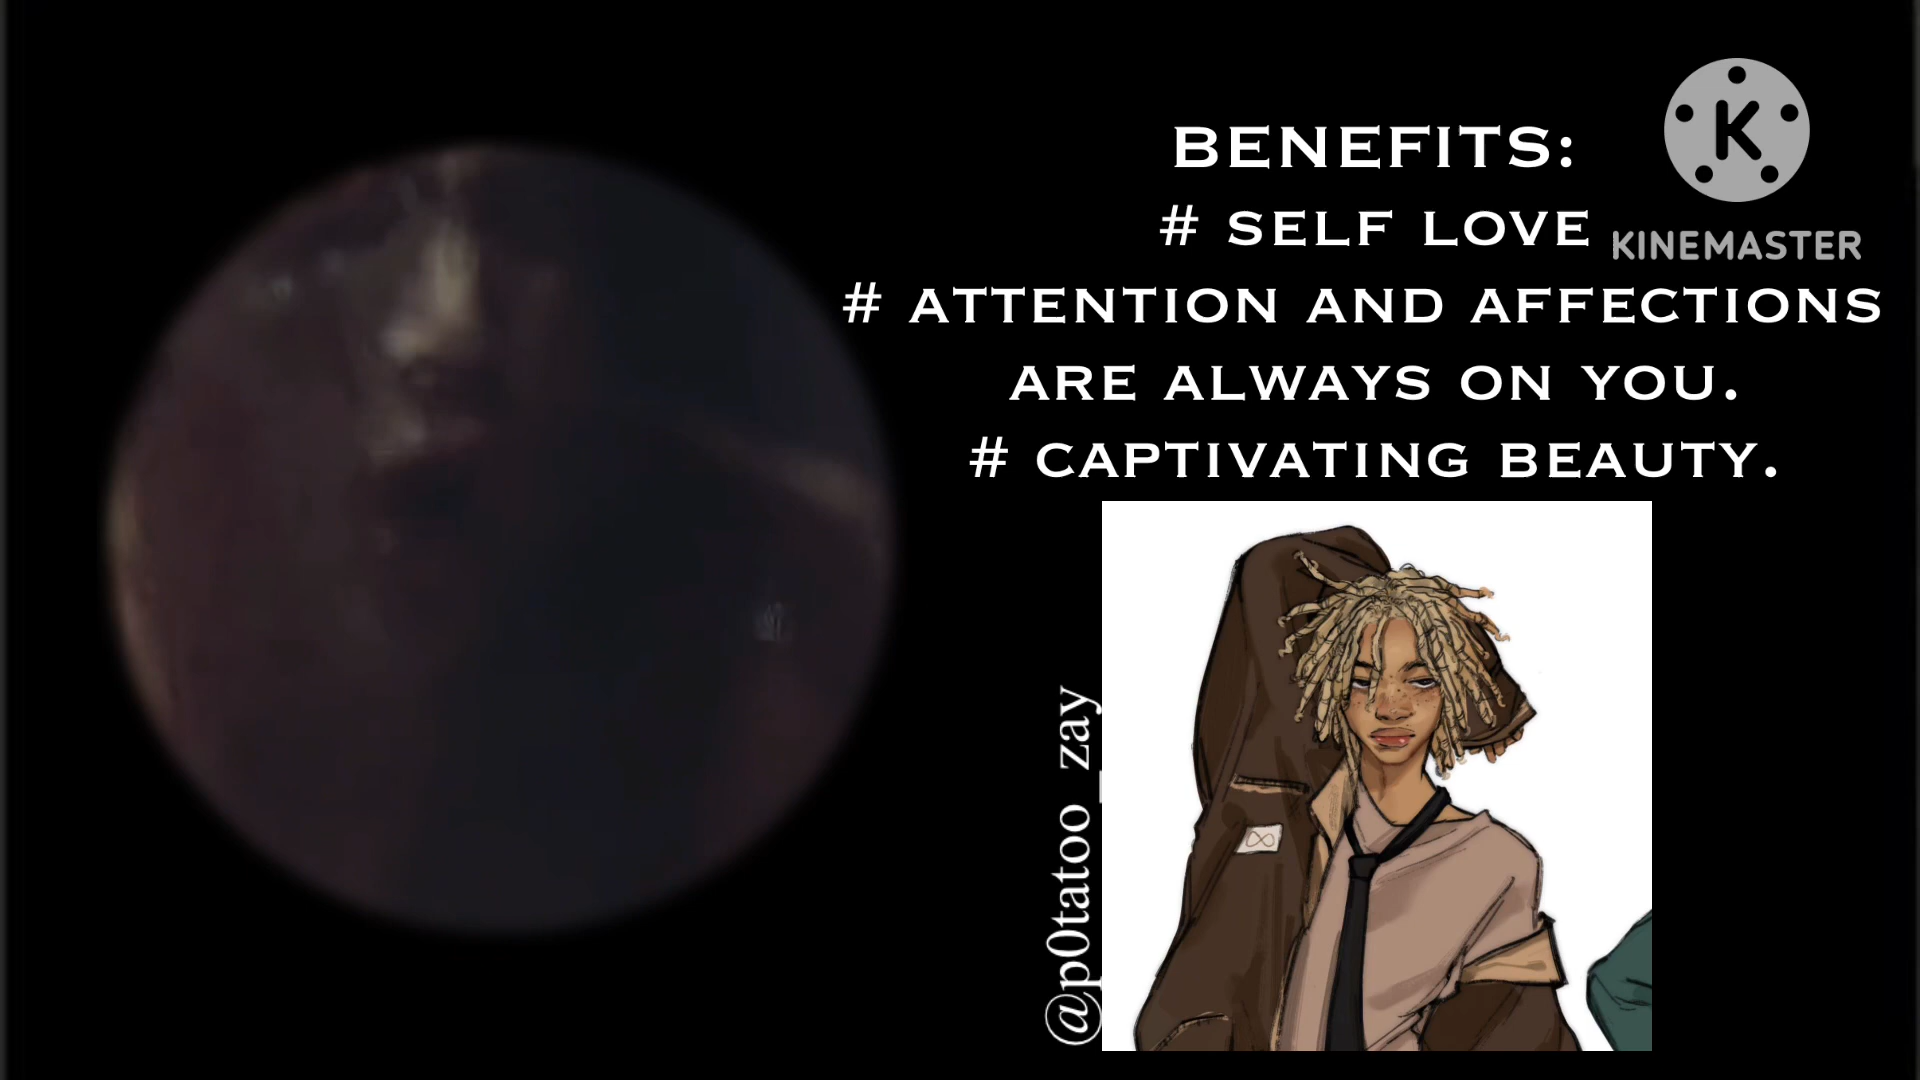 BENEFITS:
# SELF LOVE
# ATTENTION AND AFFECTIONS
ARE ALWAYS ON YOU.
# CAPTIVATING BEAUTY.
K
KINEMASTER
@p0tatoo_zay